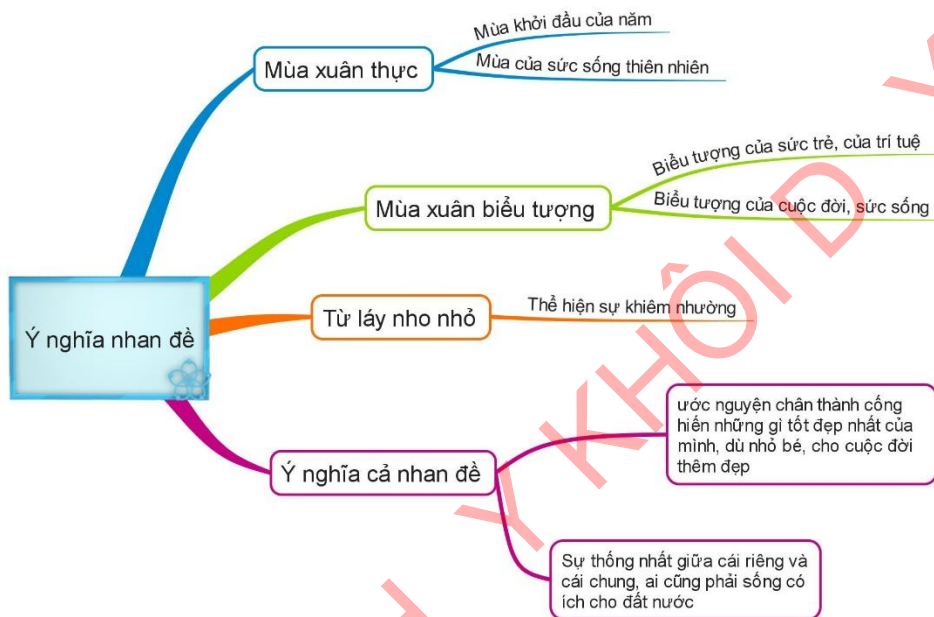 Mùa khởi đầu của năm
Mùa xuân thực
Mùa của sức sống thiên nhiên
Biểu tượng của sức trẻ, của trí tuệ
Mùa xuân biểu tượng
Biểu tượng của cuộc đời, sức sống
Ý nghĩa nhan đề
Từ láy nho nhỏ
Thể hiện sự khiêm nhường
Ý nghĩa cả nhan đề
ước nguyện chân thành cống
hiến những gì tốt đẹp nhất của
mình, dù nhỏ bé, cho cuộc đời
thêm đẹp
Sự thống nhất giữa cái riêng và
cái chung, ai cũng phải sống có
ích cho đất nước
Y KHÔI D